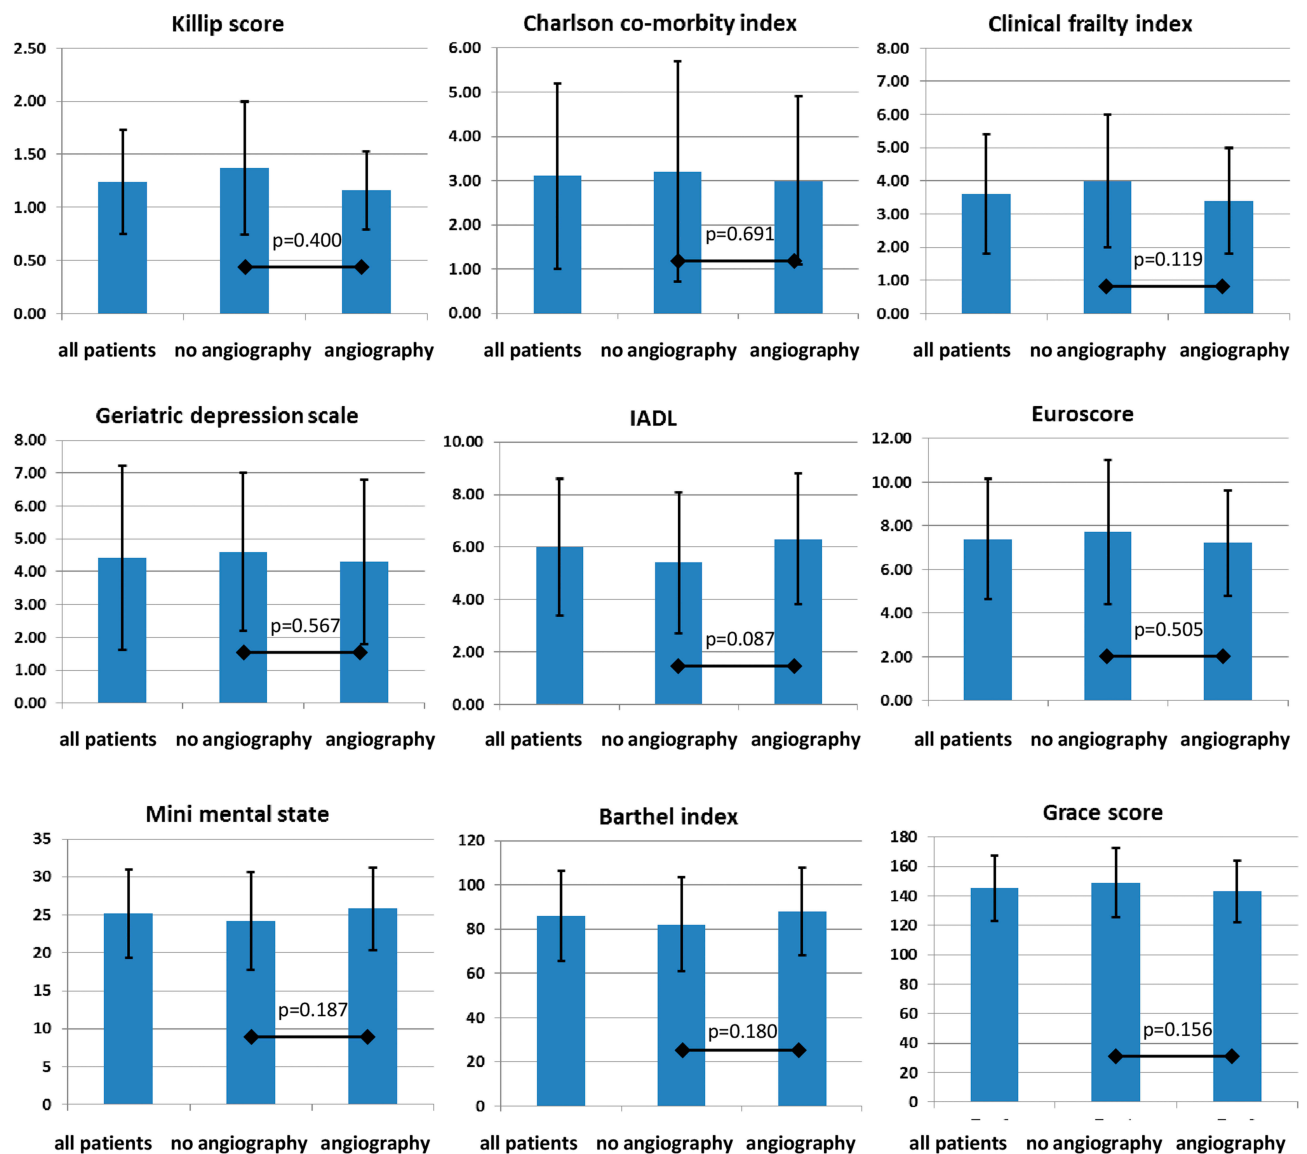 Killip score
2.50
2.00
1.50
1.00
0.50
0.00
p=0.400
all patients no angiography angiography
Charlson co-morbity index
6.00
5.00
4.00
3.00
2.00
1.00
0.00
p=0.691
all patients no angiography angiography
Clinical frailty index
8.00
7.00
6.00
5.00
4.00
3.00
2.00
1.00
0.00
p=0.119
all patients no angiography angiography
Geriatric depression scale
8.00
7.00
6.00
5.00
4.00
3.00
2.00
1.00
0.00
p=0.567
all patients no angiography angiography
IADL
10.00
8.00
6.00
4.00
2.00
0.00
p=0.087
all patients no angiography angiography
Euroscore
12.00
10.00
8.00
6.00
4.00
2.00
0.00
p=0.505
all patients no angiography angiography
Mini mental state
35
30
25
20
15
10
5
0
p=0.187
all patients no angiography angiography
Barthel index
120
100
80
60
40
20
0
p=0.180
all patients no angiography angiography
Grace score
180
160
140
120
100
80
60
40
20
0
p=0.156
all patients no angiography angiography